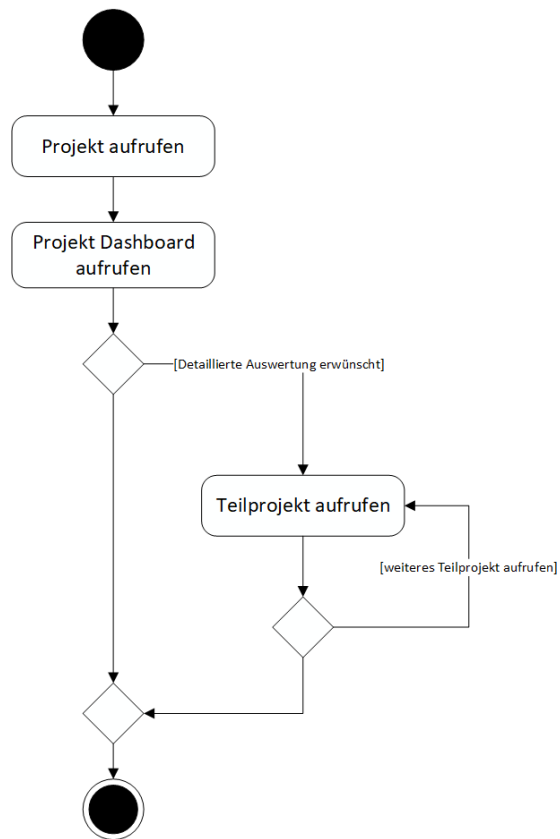 Projekt aufrufen
Projekt Dashboard
aufrufen
[Detaillierte Auswertung erwünscht]
Teilprojekt aufrufen
[weiteres Teilprojekt aufrufen]